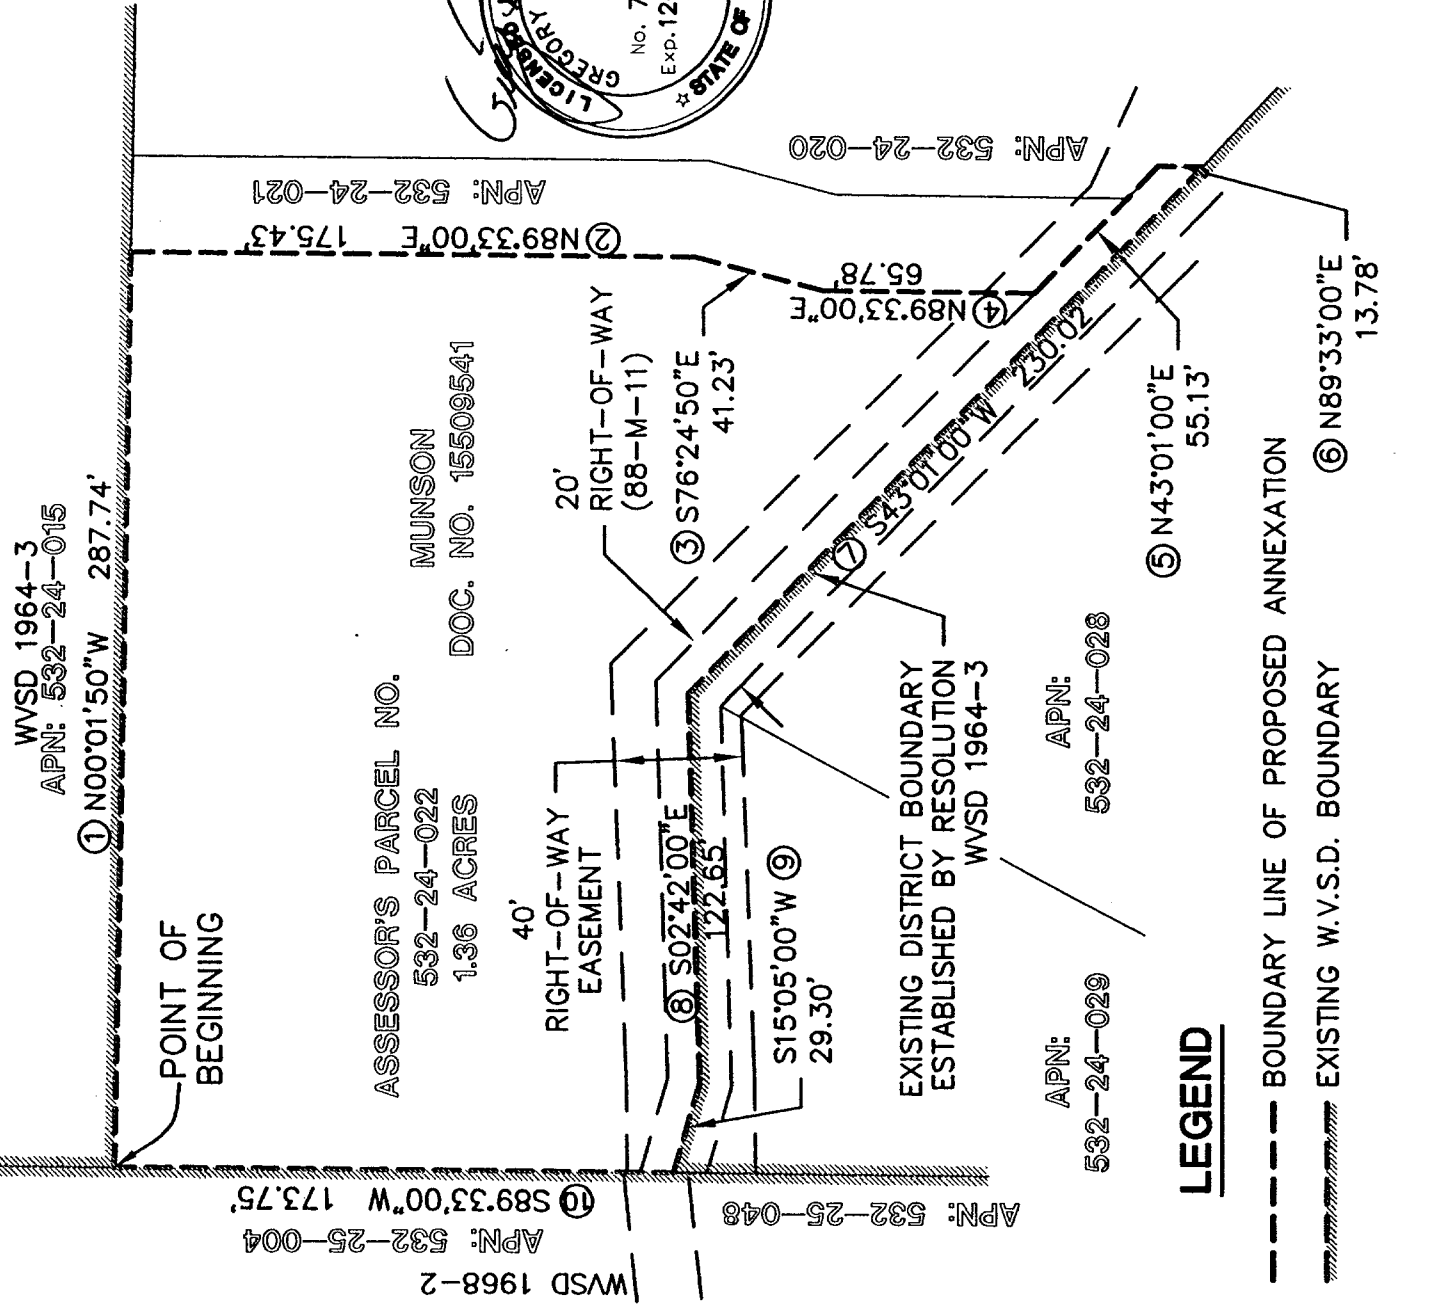 WVSD 1964-3
APN: 532-24-015
① N00°01'50"W 287.74'
POINT OF
BEGINNING
ASSESSOR'S PARCEL NO.
532-24-022
1.36 ACRES
MUNSON
DOC. NO. 15509541
② N89°33'00"E 175.43'
APN: 532-24-021
LICENSED
GREGORY
No. 7
Exp. 12
☆ STATE OF
APN: 532-24-020
20'
RIGHT-OF-WAY
(88-M-11)
③ S76°24'50"E
41.23'
④ N89°33'00"E
65.78'
40'
RIGHT-OF-WAY
EASEMENT
⑧ S02°42'00"E
122.65'
S15°05'00"W ⑨
29.30'
⑦ S43°01'00"W 230.02'
⑤ N43°01'00"E
55.13'
⑥ N89°33'00"E
13.78'
EXISTING DISTRICT BOUNDARY
ESTABLISHED BY RESOLUTION
WVSD 1964-3
APN:
532-24-028
APN:
532-24-029
⑩ S89°33'00"W 173.75'
APN: 532-25-004
WVSD 1968-2
APN: 532-25-048
LEGEND
BOUNDARY LINE OF PROPOSED ANNEXATION
EXISTING W.V.S.D. BOUNDARY